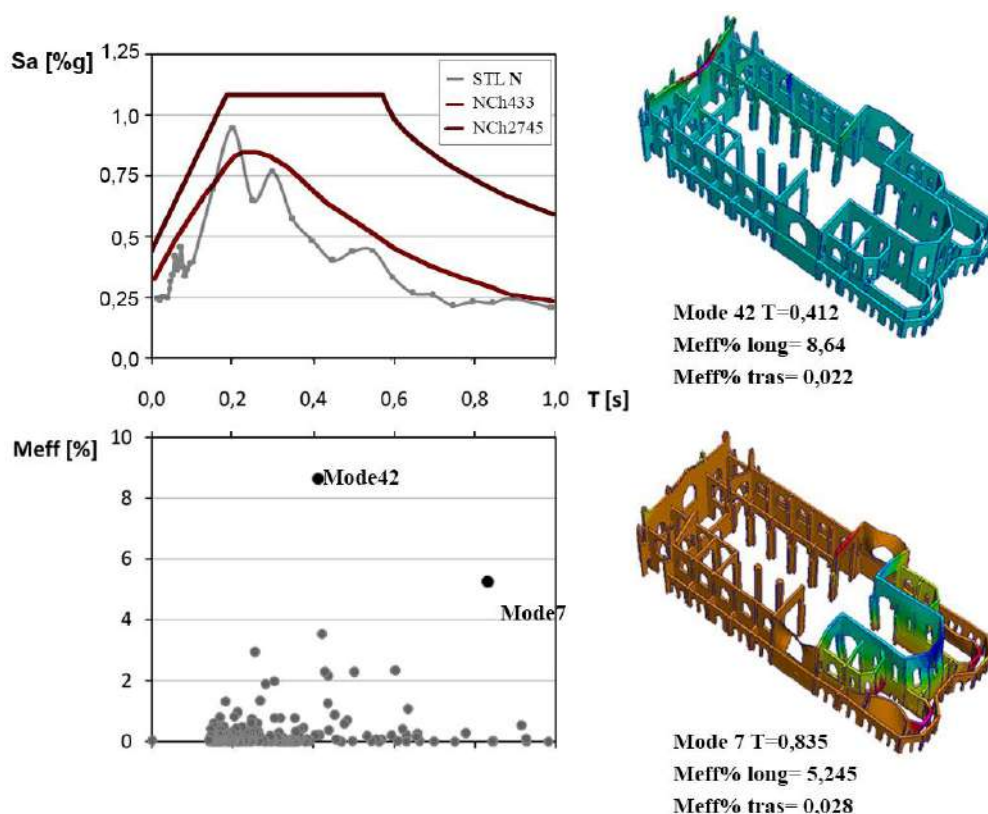 Sa [%g]
1,25
1,0
0,75
0,5
0,25
0,0
STL N
NCh433
NCh2745
0,0 0,2 0,4 0,6 0,8 1,0
T [s]
Mode 42 T=0,412
Meff% long= 8,64
Meff% tras= 0,022
Meff [%]
10
8
6
4
2
0
Mode42
Mode7
Mode 7 T=0,835
Meff% long= 5,245
Meff% tras= 0,028